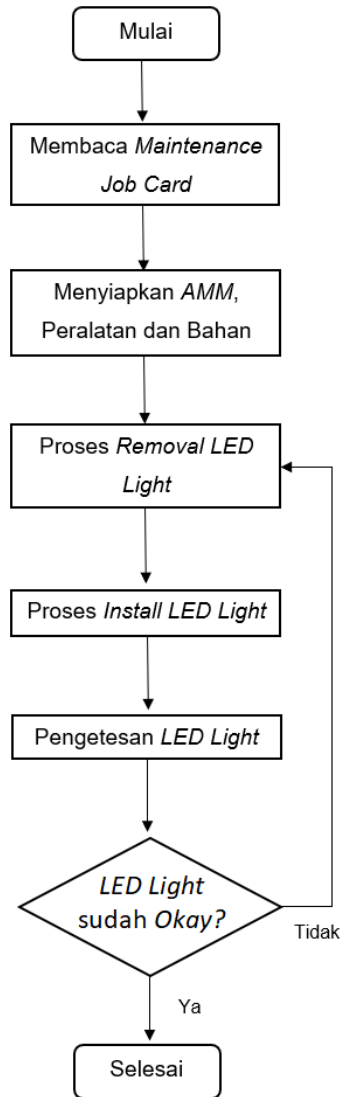 Mulai
Membaca Maintenance
Job Card
Menyiapkan AMM,
Peralatan dan Bahan
Proses Removal LED
Light
Proses Install LED Light
Pengetesan LED Light
LED Light
sudah Okay?
Tidak
Ya
Selesai